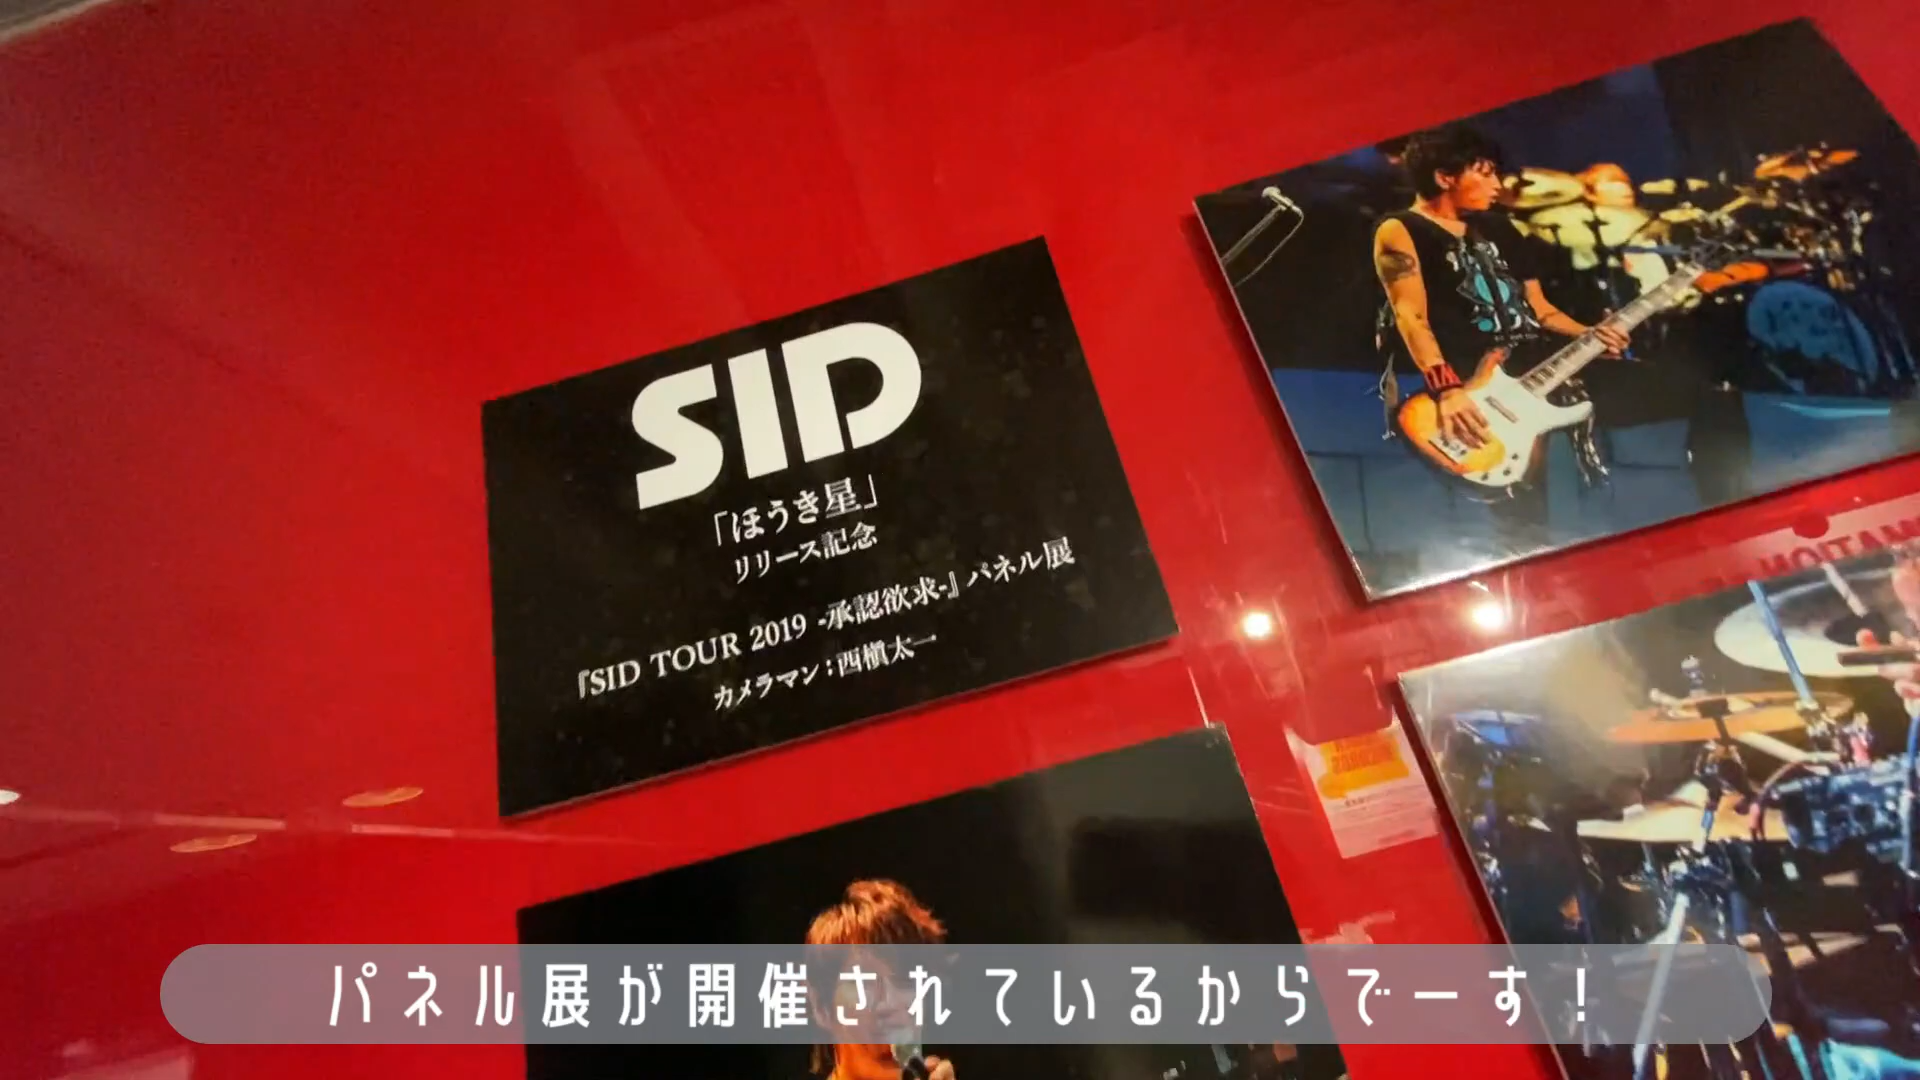 SID
「ほうき星」
リリース記念
『SID TOUR 2019 -承認欲求-』パネル展
カメラマン：西槇太一
パネル展が開催されているからでーす！